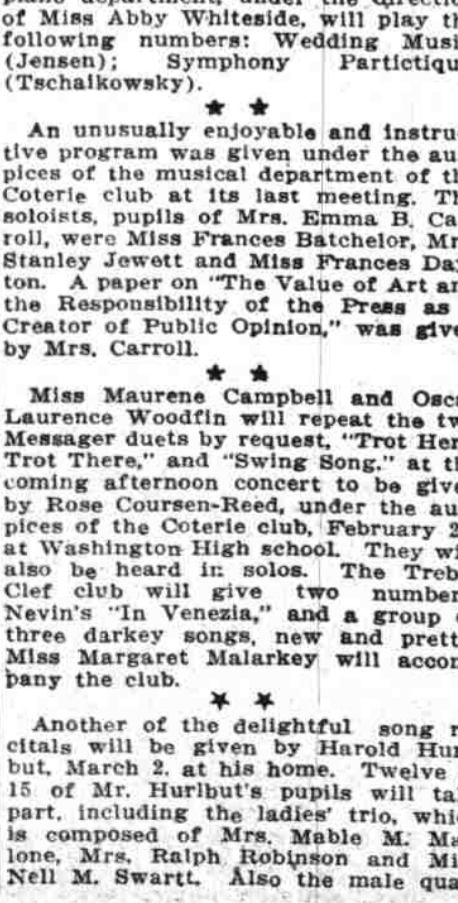 of Miss Abby Whiteside, will play th
following numbers: Wedding Musi
(Jensen); Symphony Partictiqu
(Tschaikowsky).
★ ★
An unusually enjoyable and instru
tive program was given under the au
pices of the musical department of th
Coterie club at its last meeting. Th
soloists, pupils of Mrs. Emma B. Ca
roll, were Miss Frances Batchelor, Mr
Stanley Jewett and Miss Frances Day
ton. A paper on "The Value of Art an
the Responsibility of the Press as
Creator of Public Opinion," was give
by Mrs. Carroll.
★ ★
Miss Maurene Campbell and Osca
Laurence Woodfin will repeat the tw
Messager duets by request, "Trot Her
Trot There," and "Swing Song," at th
coming afternoon concert to be give
by Rose Coursen-Reed, under the au
pices of the Coterie club, February 2
at Washington High school. They wi
also be heard in solos. The Treb
Clef club will give two number
Nevin's "In Venezia," and a group o
three darkey songs, new and prett
Miss Margaret Malarkey will accom
pany the club.
★ ★
Another of the delightful song r
citals will be given by Harold Hur
but, March 2, at his home. Twelve
15 of Mr. Hurlbut's pupils will tak
part, including the ladies' trio, whic
is composed of Mrs. Mable M. Ma
lone, Mrs. Ralph Robinson and Mi
Nell M. Swartt. Also the male qua